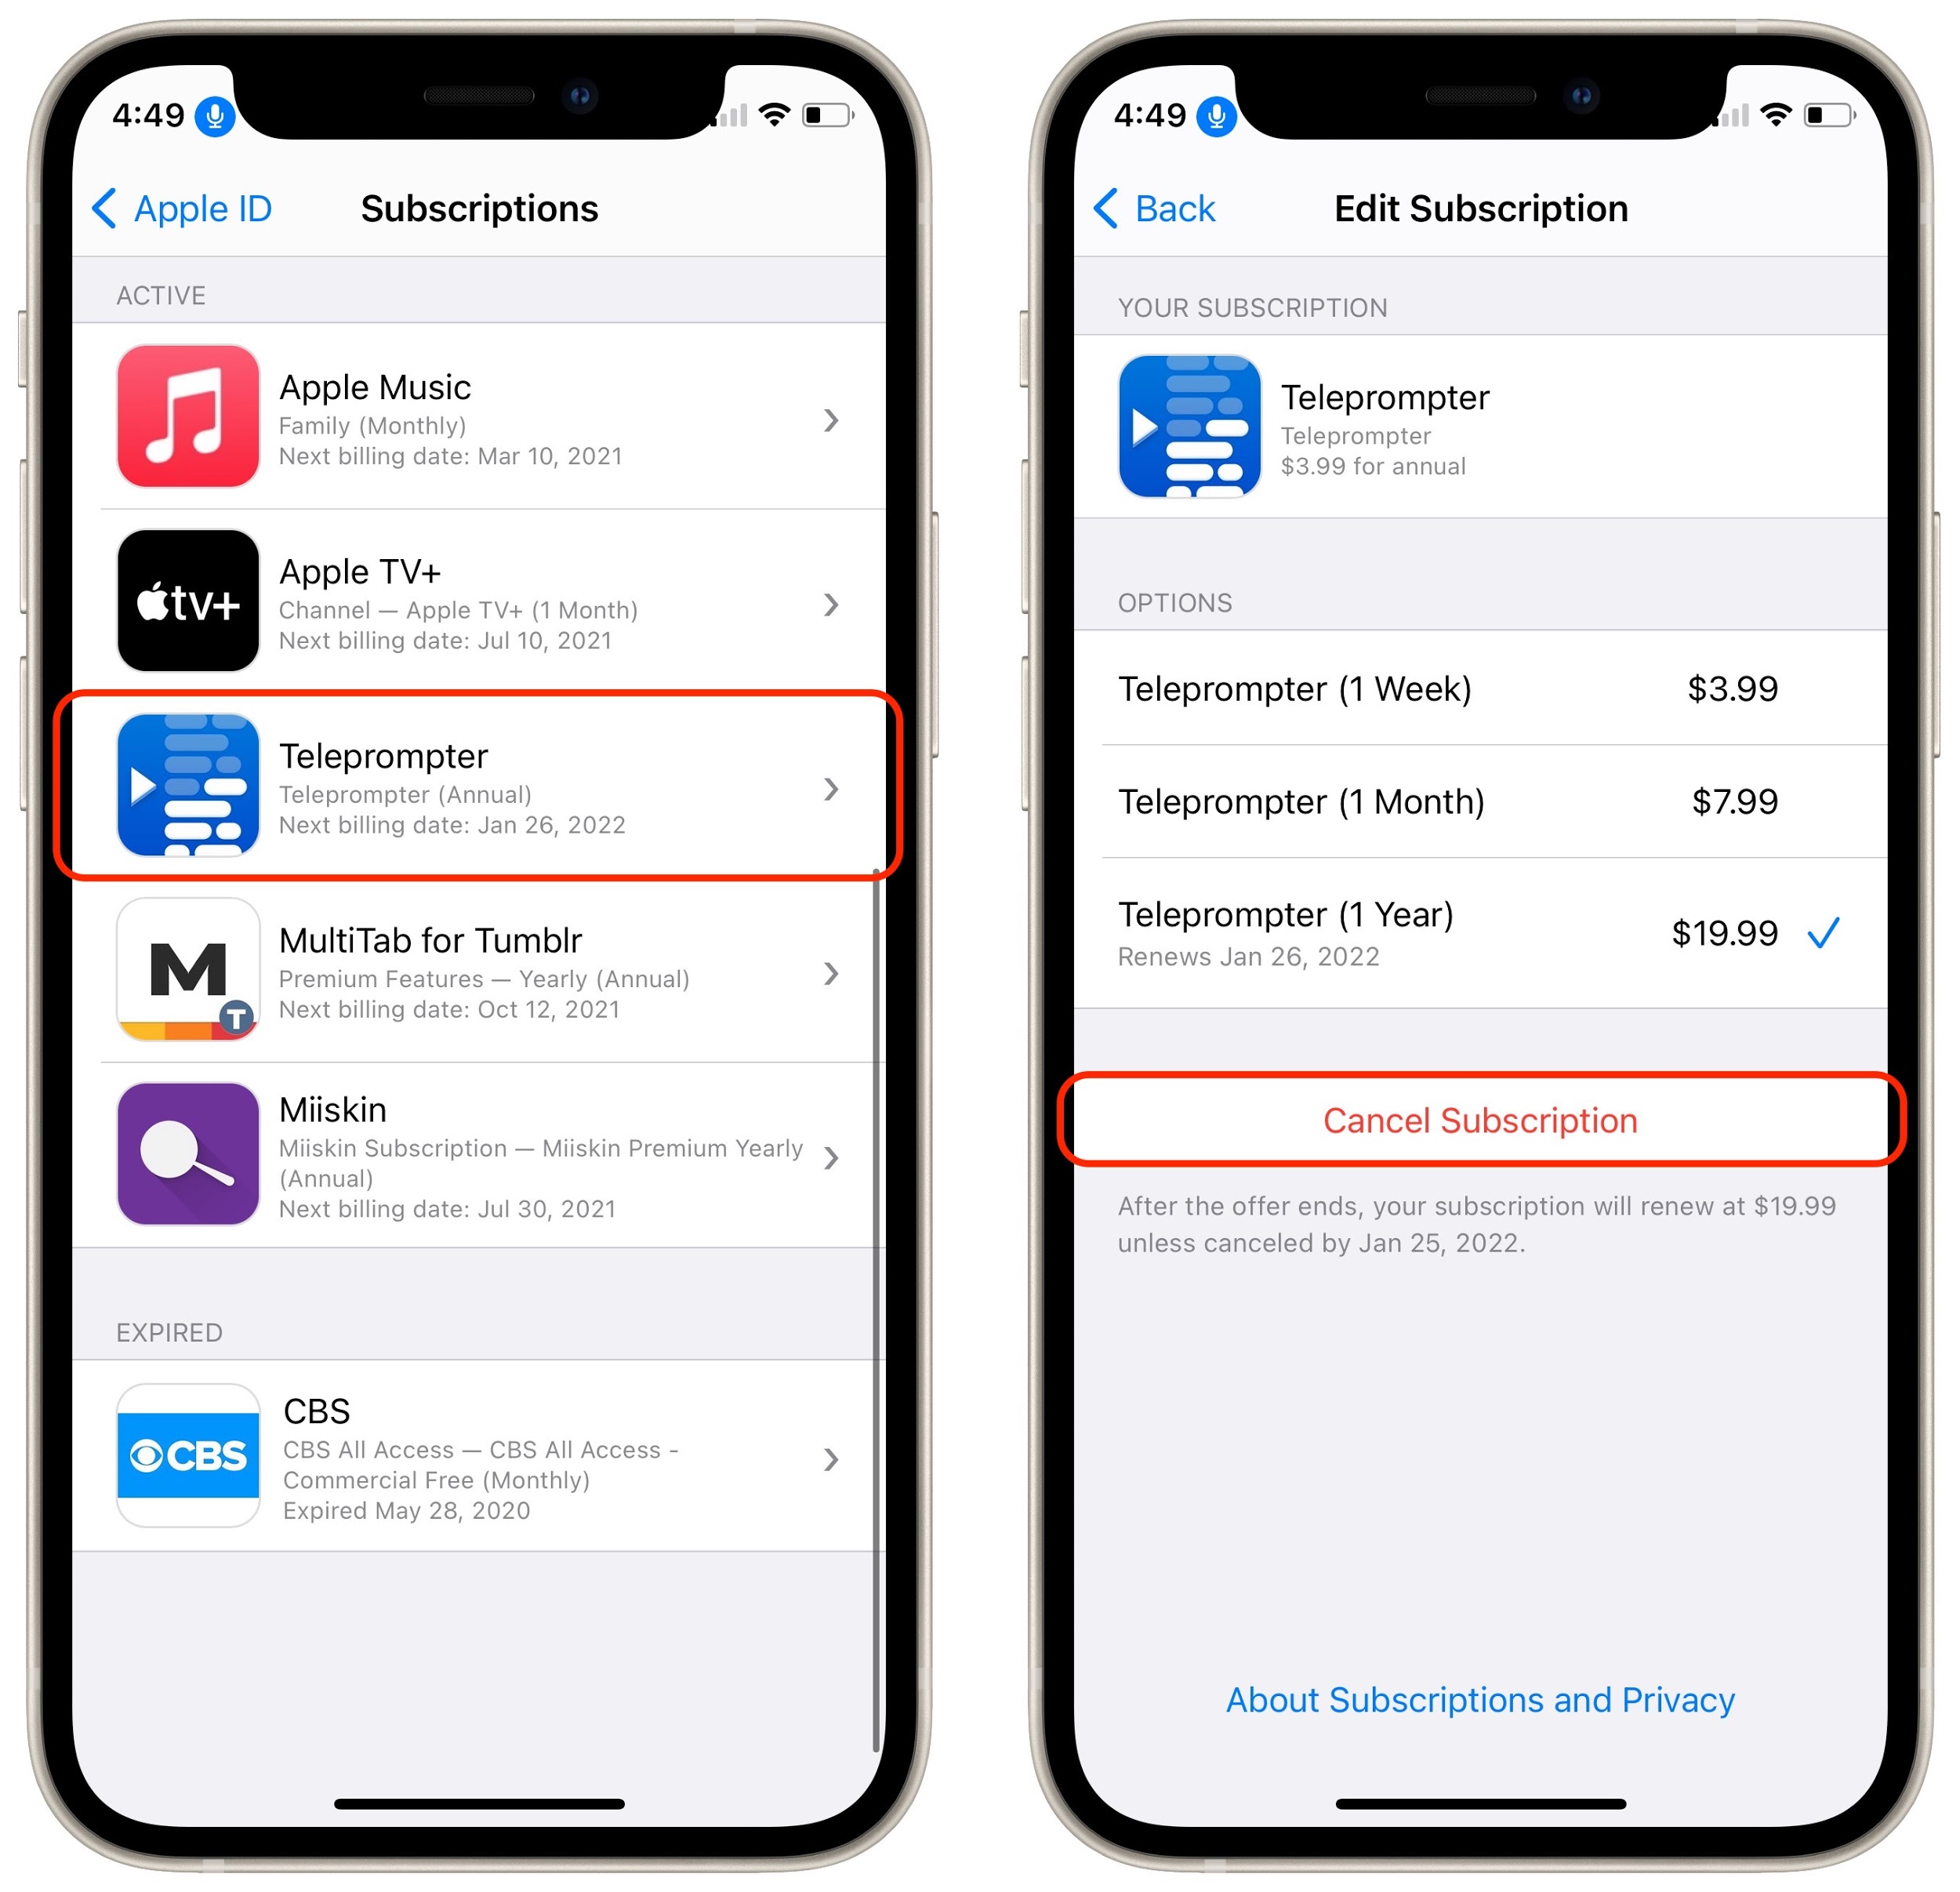 4:49
Apple ID
Subscriptions
ACTIVE
Apple Music
Family (Monthly)
Next billing date: Mar 10, 2021
tv+
Apple TV+
Channel — Apple TV+ (1 Month)
Next billing date: Jul 10, 2021
Teleprompter
Teleprompter (Annual)
Next billing date: Jan 26, 2022
M
T
MultiTab for Tumblr
Premium Features — Yearly (Annual)
Next billing date: Oct 12, 2021
Miiskin
Miiskin Subscription — Miiskin Premium Yearly
(Annual)
Next billing date: Jul 30, 2021
EXPIRED
CBS
CBS
CBS All Access — CBS All Access -
Commercial Free (Monthly)
Expired May 28, 2020
4:49
Back
Edit Subscription
YOUR SUBSCRIPTION
Teleprompter
Teleprompter
$3.99 for annual
OPTIONS
Teleprompter (1 Week) $3.99
Teleprompter (1 Month) $7.99
Teleprompter (1 Year) $19.99
Renews Jan 26, 2022
Cancel Subscription
After the offer ends, your subscription will renew at $19.99
unless canceled by Jan 25, 2022.
About Subscriptions and Privacy